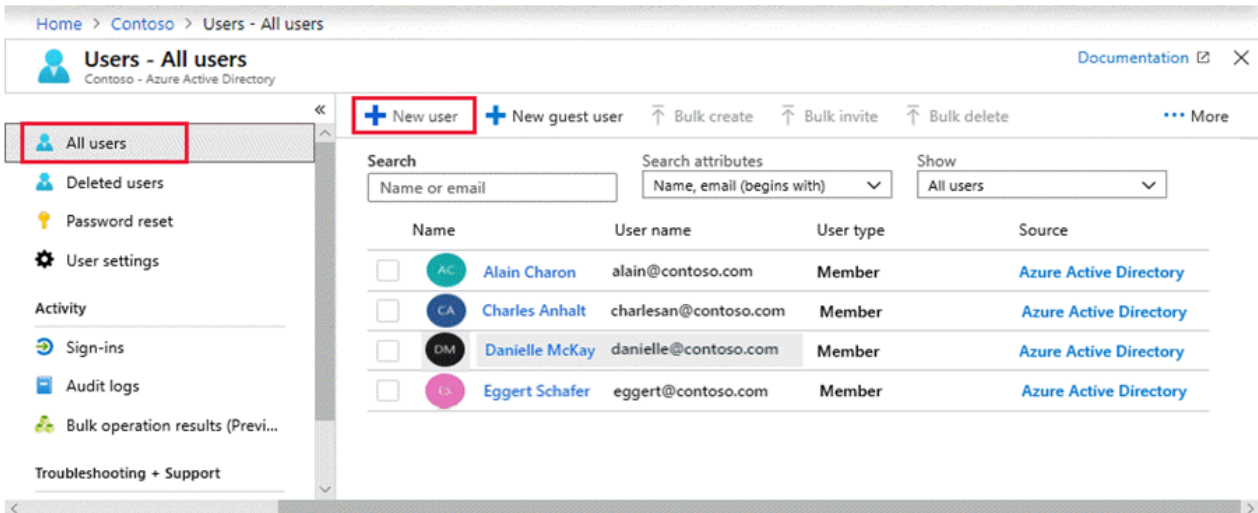 Home > Contoso > Users - All users
Users - All users
Contoso - Azure Active Directory
Documentation
«
All users
Deleted users
Password reset
User settings
Activity
Sign-ins
Audit logs
Bulk operation results (Previ...
Troubleshooting + Support
New user New guest user Bulk create Bulk invite Bulk delete ••• More
Search Search attributes Show
Name or email Name, email (begins with) All users
Name User name User type Source
AC Alain Charon alain@contoso.com Member Azure Active Directory
CA Charles Anhalt charlesan@contoso.com Member Azure Active Directory
DM Danielle McKay danielle@contoso.com Member Azure Active Directory
ES Eggert Schafer eggert@contoso.com Member Azure Active Directory